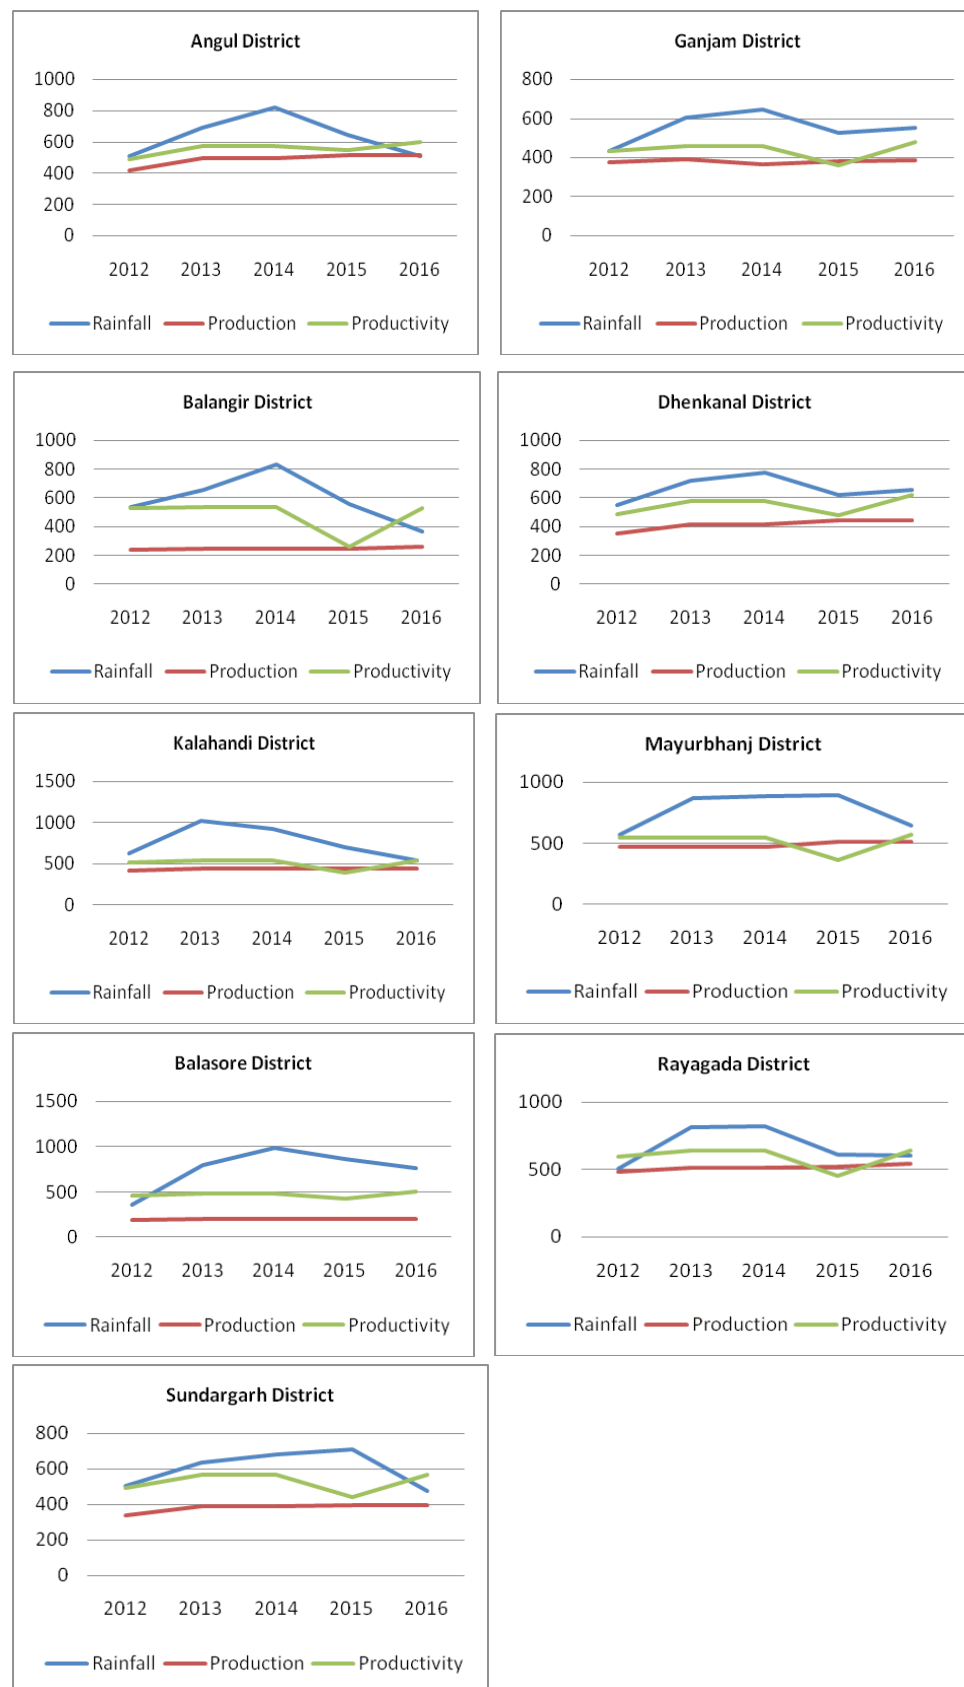 Angul District
1000
800
600
400
200
0
2012 2013 2014 2015 2016
Rainfall Production Productivity
Ganjam District
800
600
400
200
0
2012 2013 2014 2015 2016
Rainfall Production Productivity
Balangir District
1000
800
600
400
200
0
2012 2013 2014 2015 2016
Rainfall Production Productivity
Dhenkanal District
1000
800
600
400
200
0
2012 2013 2014 2015 2016
Rainfall Production Productivity
Kalahandi District
1500
1000
500
0
2012 2013 2014 2015 2016
Rainfall Production Productivity
Mayurbhanj District
1000
500
0
2012 2013 2014 2015 2016
Rainfall Production Productivity
Balasore District
1500
1000
500
0
2012 2013 2014 2015 2016
Rainfall Production Productivity
Rayagada District
1000
500
0
2012 2013 2014 2015 2016
Rainfall Production Productivity
Sundargarh District
800
600
400
200
0
2012 2013 2014 2015 2016
Rainfall Production Productivity